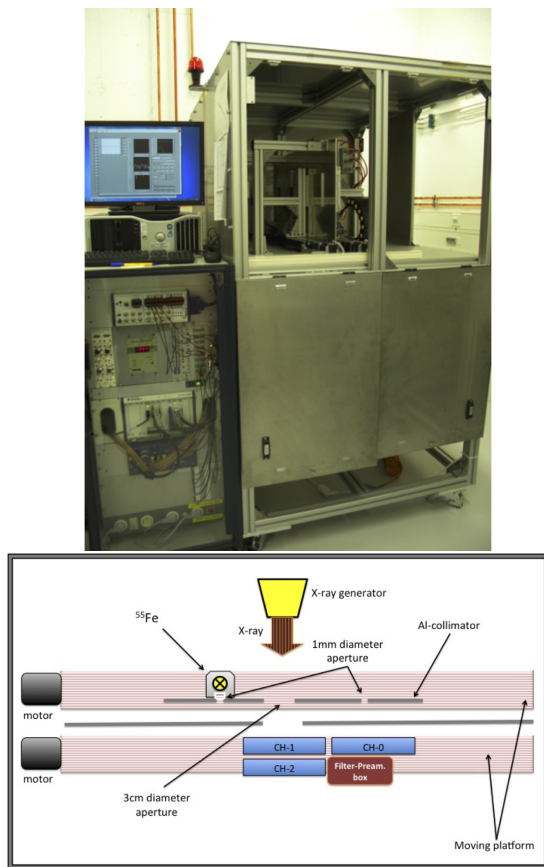 X-ray generator
55Fe
X-ray
1mm diameter
aperture
Al-collimator
motor
CH-1
CH-0
CH-2
Filter-Pream.
box
motor
3cm diameter
aperture
Moving platform